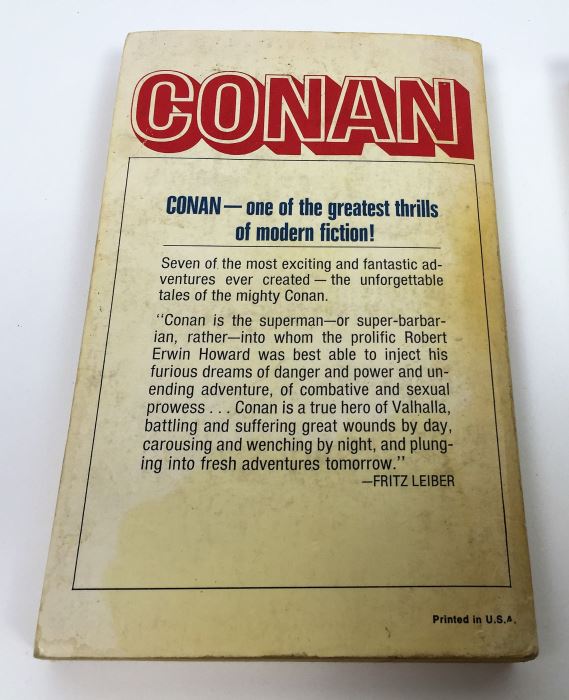 CONAN
CONAN — one of the greatest thrills
of modern fiction!
Seven of the most exciting and fantastic ad-
ventures ever created — the unforgettable
tales of the mighty Conan.
"Conan is the superman—or super-barbar-
ian, rather—into whom the prolific Robert
Erwin Howard was best able to inject his
furious dreams of danger and power and un-
ending adventure, of combative and sexual
prowess . . . Conan is a true hero of Valhalla,
battling and suffering great wounds by day,
carousing and wenching by night, and plung-
ing into fresh adventures tomorrow."
—FRITZ LEIBER
Printed in U.S.A.